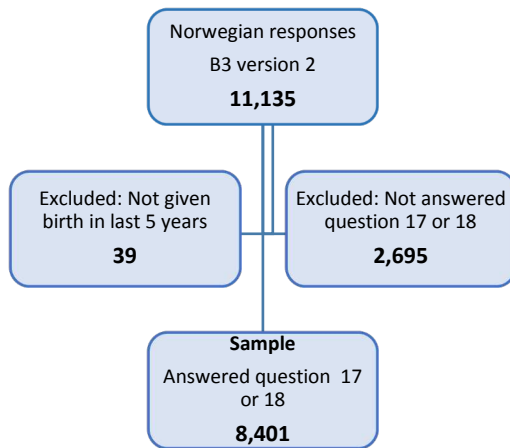 Norwegian responses
B3 version 2
11,135
Excluded: Not given
birth in last 5 years
39
Excluded: Not answered
question 17 or 18
2,695
Sample
Answered question 17
or 18
8,401